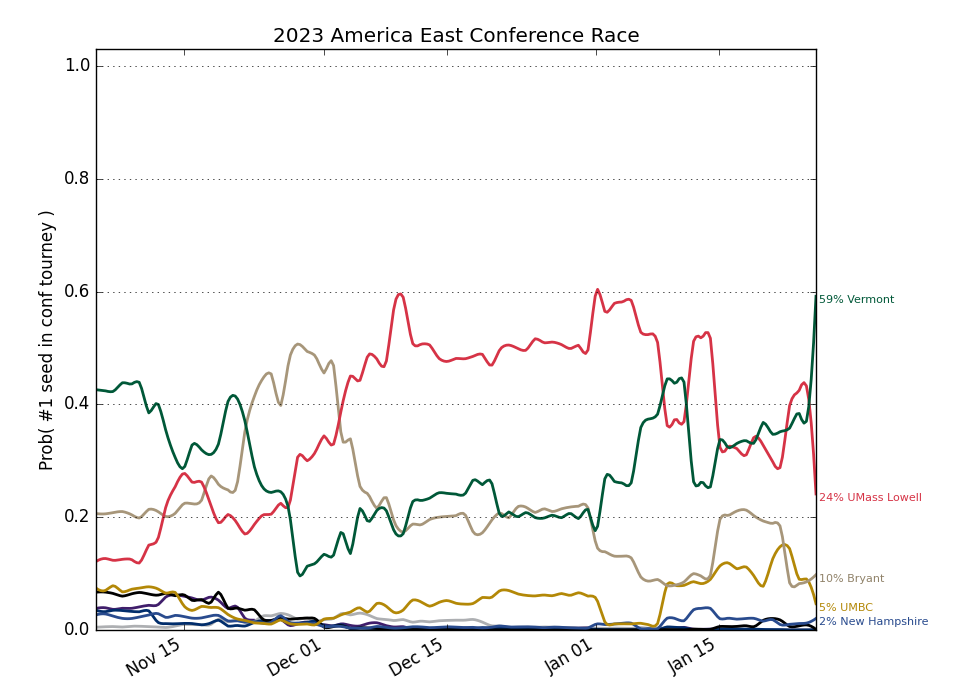 2023 America East Conference Race
Prob( #1 seed in conf tourney )
1.0
0.8
0.6
0.4
0.2
0.0
Nov 15
Dec 01
Dec 15
Jan 01
Jan 15
59% Vermont
24% UMass Lowell
10% Bryant
5% UMBC
2% New Hampshire